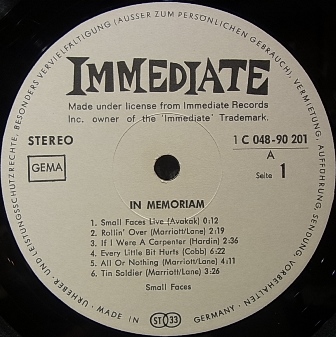 BESONDERS VERVIELFÄLTIGUNG (AUSSER ZUM PERSÖNLICHEN GEBRAUCH), VERMIETUNG, AUFFÜHRUNG, SENDUNG, VORBEHALTEN.
IMMEDIATE
Made under license from Immediate Records
Inc. owner of the 'Immediate' Trademark.
STEREO
1 C 048-90 201
GEMA
A
Seite 1
IN MEMORIAM
1. Small Faces Live (Avakak) 0:12
2. Rollin' Over (Marriott/Lane) 2:19
3. If I Were A Carpenter (Hardin) 2:36
4. Every Little Bit Hurts (Cobb) 6:22
5. All Or Nothing (Marriott/Lane) 4:11
6. Tin Soldier (Marriott/Lane) 3:26
Small Faces
URHEBER- UND LEISTUNGSSCHUTZRECHTE,
MADE IN ST 33 GERMANY